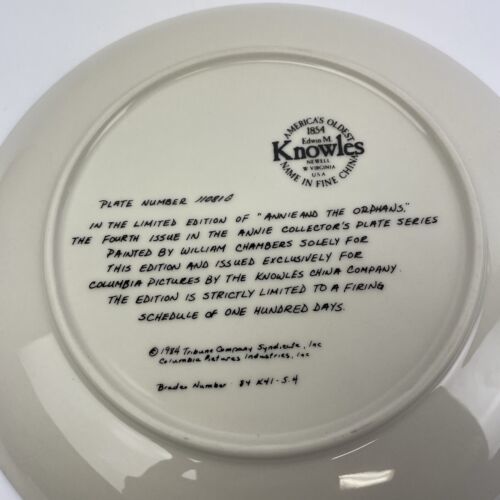 AMERICA'S OLDEST
1854
Edwin M.
Knowles
NEWELL
W VIRGINIA
USA
NAME IN FINE CHINA
PLATE NUMBER 11081G
IN THE LIMITED EDITION OF "ANNIE AND THE ORPHANS."
THE FOURTH ISSUE IN THE ANNIE COLLECTOR'S PLATE SERIES
PAINTED BY WILLIAM CHAMBERS SOLELY FOR
THIS EDITION AND ISSUED EXCLUSIVELY FOR
COLUMBIA PICTURES BY THE KNOWLES CHINA COMPANY.
THE EDITION IS STRICTLY LIMITED TO A FIRING
SCHEDULE OF ONE HUNDRED DAYS.
© 1984 Tribune Company Syndicate, Inc
Columbia Pictures Industries, Inc
Bradex Number 84 K41-5.4